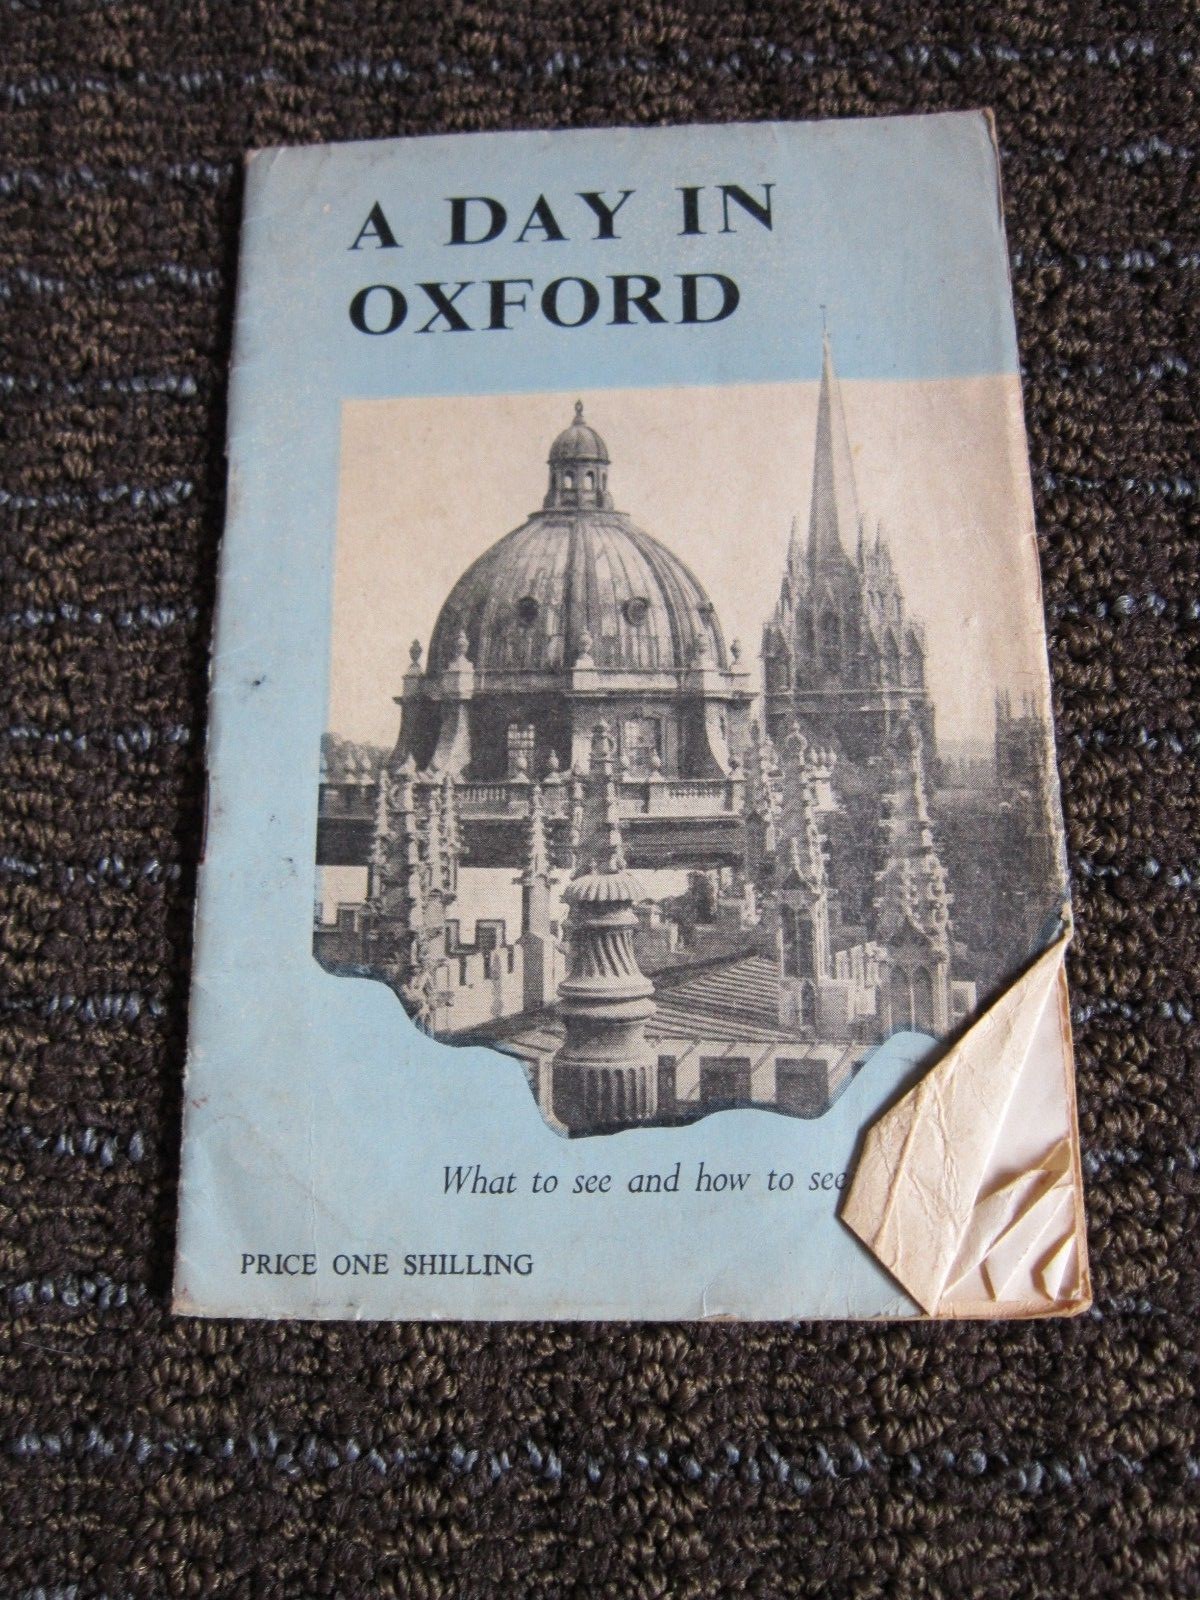 A DAY IN
OXFORD
What to see and how to see
PRICE ONE SHILLING